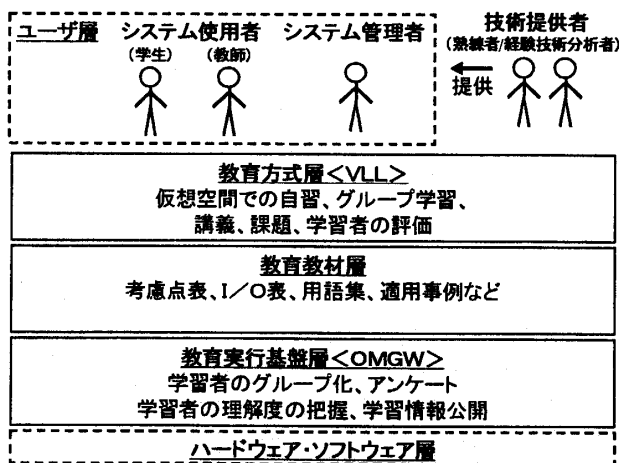 ユーザ層 システム使用者 システム管理者 技術提供者
(学生) (教師) (熟練者/経験技術分析者)
提供
教育方式層<VLL>
仮想空間での自習、グループ学習、
講義、課題、学習者の評価
教育教材層
考慮点表、I/O表、用語集、適用事例など
教育実行基盤層<OMGW>
学習者のグループ化、アンケート
学習者の理解度の把握、学習情報公開
ハードウェア・ソフトウェア層